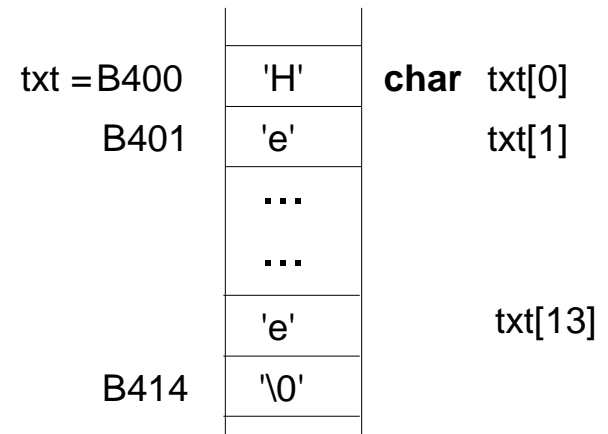 txt = B400 'H' char txt[0]
B401 'e' txt[1]
...
...
'e' txt[13]
B414 '\0'